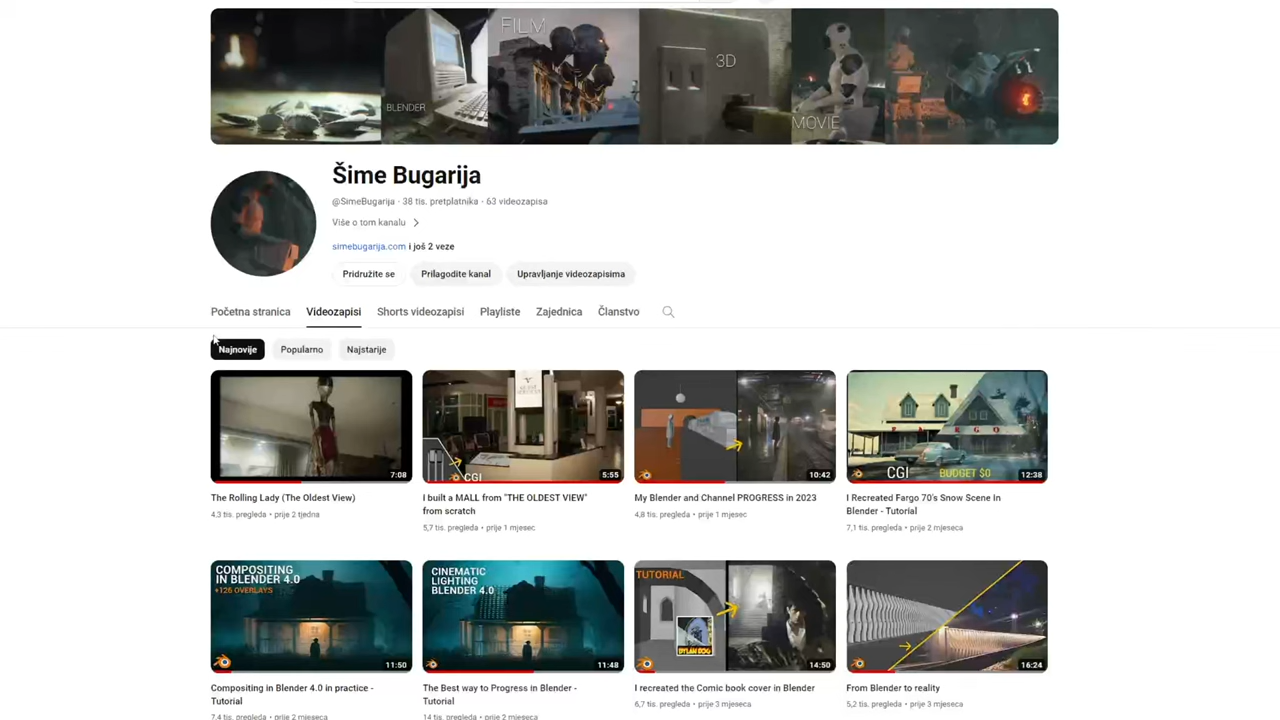 FILM
BLENDER
3D
MOVIE
Šime Bugarija
@SimeBugarija · 38 tis. pretplatnika · 63 videozapisa
Više o tom kanalu
simebugarija.com i još 2 veze
Pridružite se
Prilagodite kanal
Upravljanje videozapisima
Početna stranica
Videozapisi
Shorts videozapisi
Playliste
Zajednica
Članstvo
Najnovije
Popularno
Najstarije
7:08
CGI
5:55
10:42
CGI
BUDGET $0
12:38
The Rolling Lady (The Oldest View)
4,3 tis. pregleda • prije 2 tjedna
I built a MALL from "THE OLDEST VIEW"
from scratch
5,7 tis. pregleda • prije 1 mjesec
My Blender and Channel PROGRESS in 2023
4,8 tis. pregleda • prije 1 mjesec
I Recreated Fargo 70's Snow Scene in
Blender - Tutorial
7,1 tis. pregleda • prije 2 mjeseca
COMPOSITING
IN BLENDER 4.0
+126 OVERLAYS
11:50
CINEMATIC
LIGHTING
BLENDER 4.0
11:48
TUTORIAL
DYLAN DOG
14:50
16:24
Compositing in Blender 4.0 in practice -
Tutorial
7,4 tis. pregleda • prije 2 mjeseca
The Best way to Progress in Blender -
Tutorial
14 tis. pregleda • prije 2 mjeseca
I recreated the Comic book cover in Blender
6,7 tis. pregleda • prije 3 mjeseca
From Blender to reality
5,2 tis. pregleda • prije 3 mjeseca